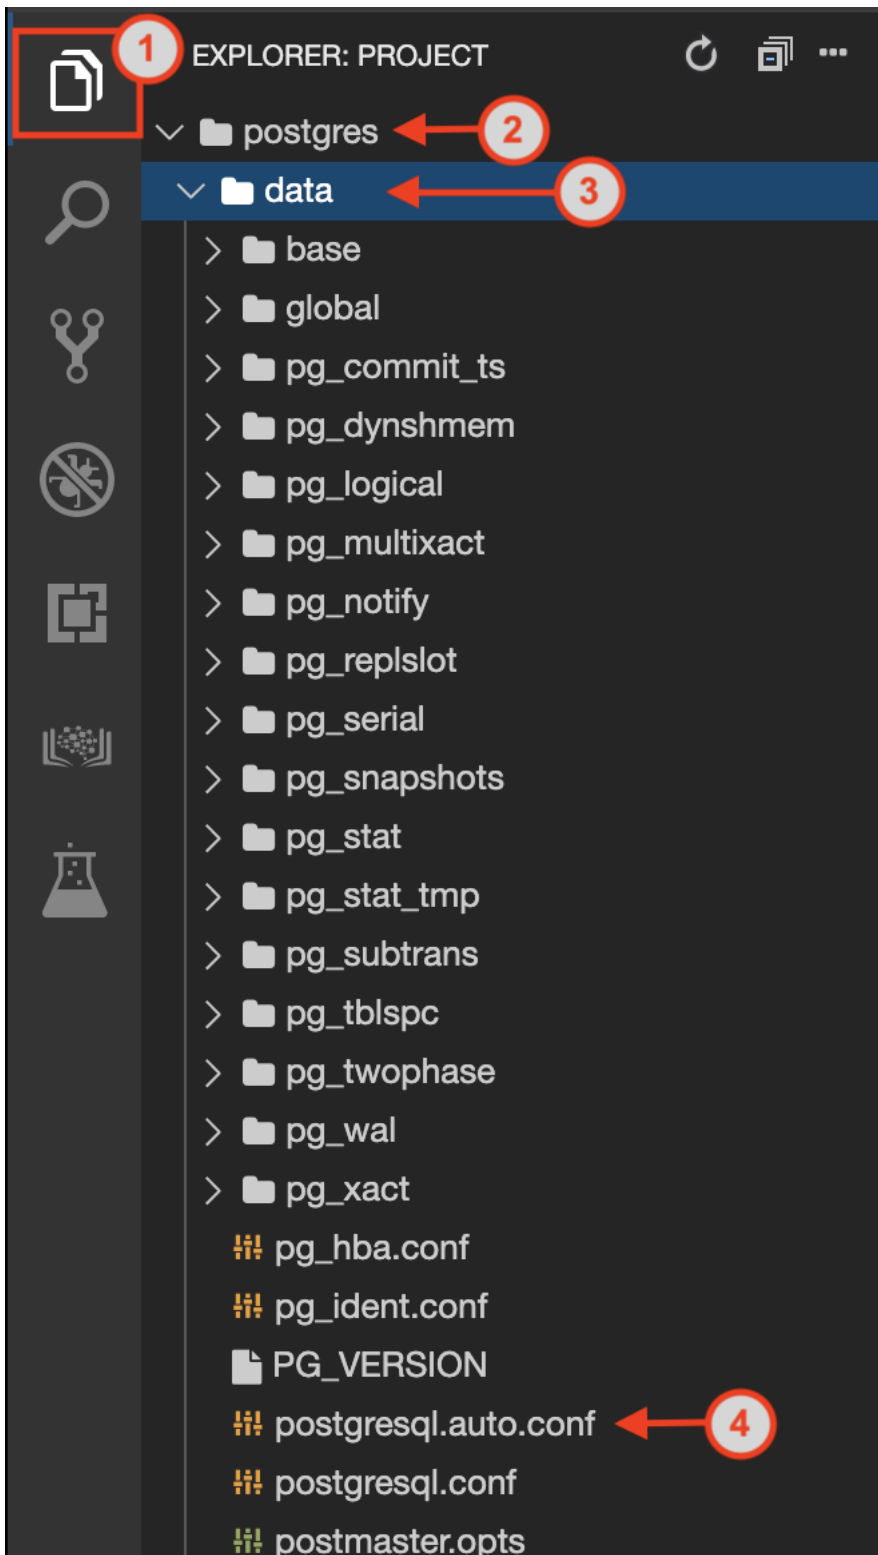 1 EXPLORER: PROJECT
postgres 2
data 3
base
global
pg_commit_ts
pg_dynshmem
pg_logical
pg_multixact
pg_notify
pg_replslot
pg_serial
pg_snapshots
pg_stat
pg_stat_tmp
pg_subtrans
pg_tblspc
pg_twophase
pg_wal
pg_xact
pg_hba.conf
pg_ident.conf
PG_VERSION
postgresql.auto.conf 4
postgresql.conf
postmaster.opts